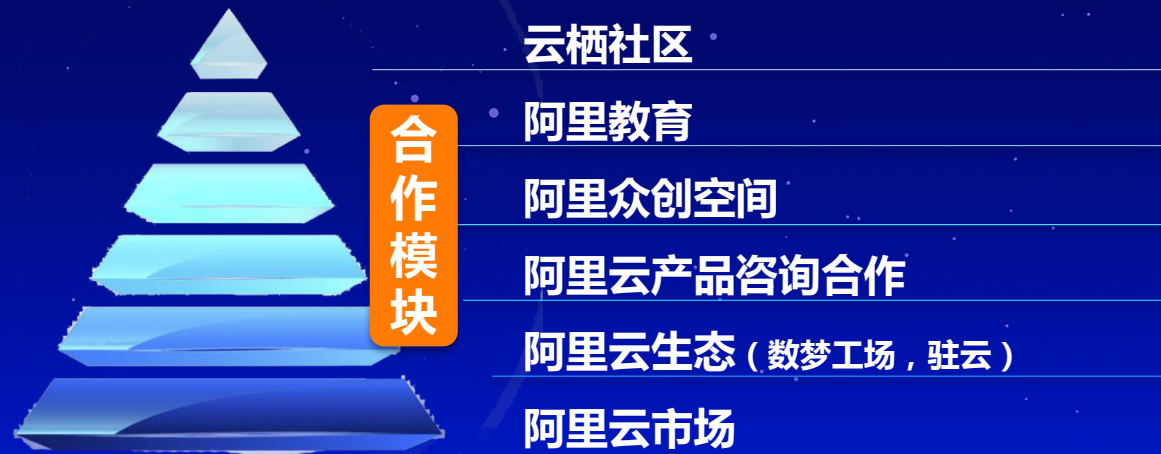 云栖社区
阿里教育
合作模块
阿里众创空间
阿里云产品咨询合作
阿里云生态(数梦工场,驻云)
阿里云市场